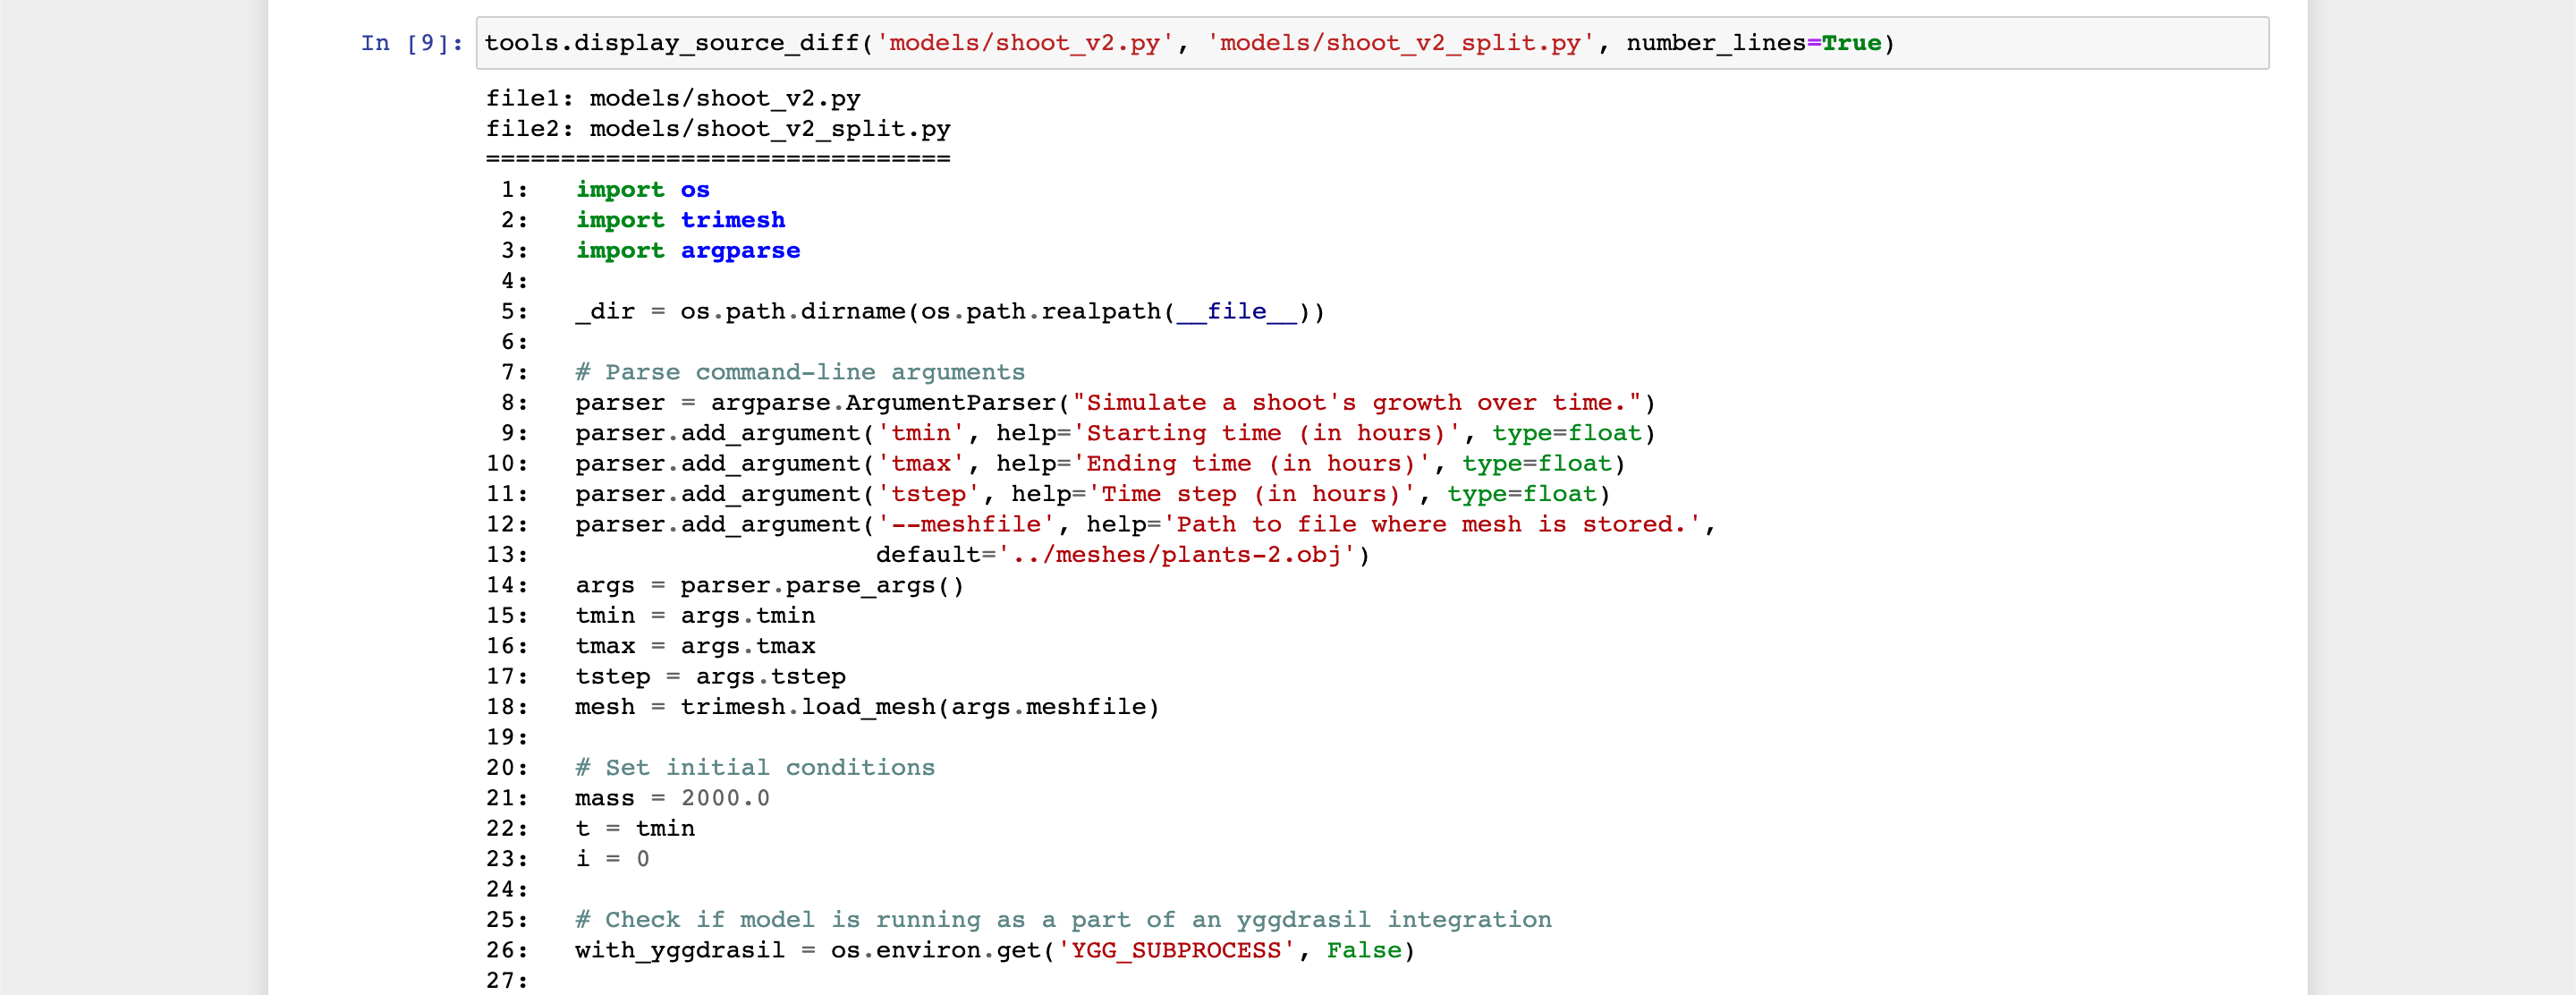 In [9]: tools.display_source_diff('models/shoot_v2.py', 'models/shoot_v2_split.py', number_lines=True)
file1: models/shoot_v2.py
file2: models/shoot_v2_split.py
===============================
 1:   import os
 2:   import trimesh
 3:   import argparse
 4:
 5:   _dir = os.path.dirname(os.path.realpath(__file__))
 6:
 7:   # Parse command-line arguments
 8:   parser = argparse.ArgumentParser("Simulate a shoot's growth over time.")
 9:   parser.add_argument('tmin', help='Starting time (in hours)', type=float)
10:   parser.add_argument('tmax', help='Ending time (in hours)', type=float)
11:   parser.add_argument('tstep', help='Time step (in hours)', type=float)
12:   parser.add_argument('--meshfile', help='Path to file where mesh is stored.',
13:                       default='../meshes/plants-2.obj')
14:   args = parser.parse_args()
15:   tmin = args.tmin
16:   tmax = args.tmax
17:   tstep = args.tstep
18:   mesh = trimesh.load_mesh(args.meshfile)
19:
20:   # Set initial conditions
21:   mass = 2000.0
22:   t = tmin
23:   i = 0
24:
25:   # Check if model is running as a part of an yggdrasil integration
26:   with_yggdrasil = os.environ.get('YGG_SUBPROCESS', False)
27: